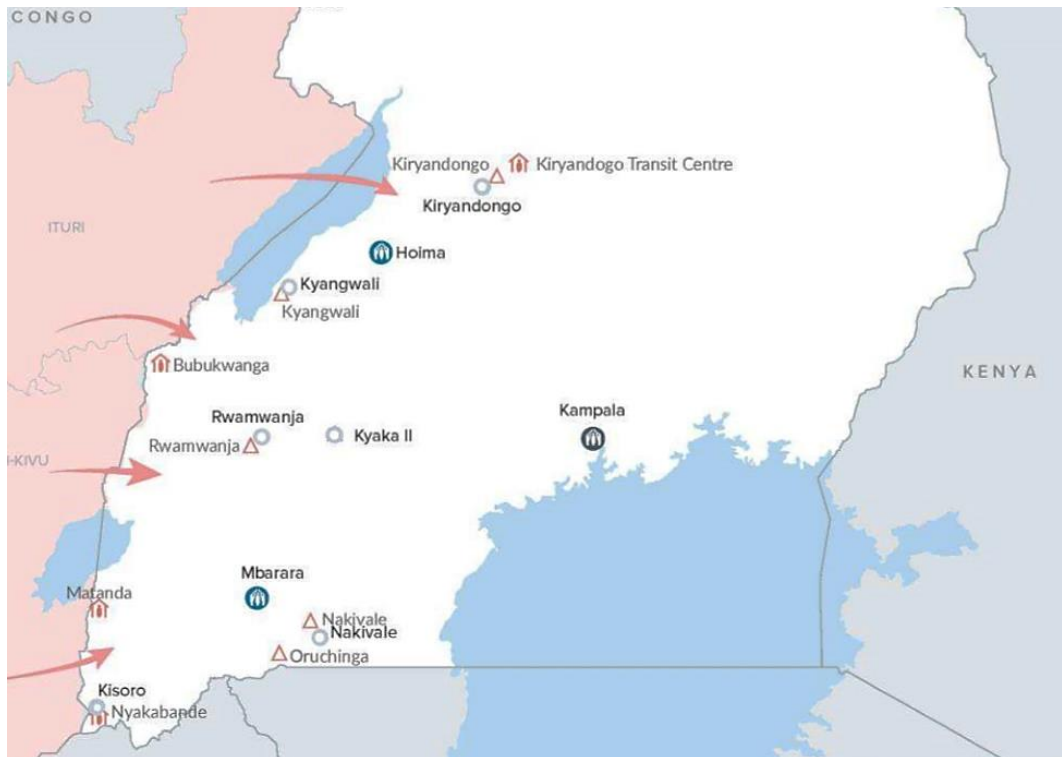 CONGO
Kiryandongo
Kiryandogo Transit Centre
Kiryandongo
ITURI
Hoima
Kyangwali
Kyangwali
Bubukwanga
KENYA
Rwamwanja
Kampala
Rwamwanja
Kyaka II
I-KIVU
Mbarara
Matanda
Nakivale
Nakivale
Oruchinga
Kisoro
Nyakabande